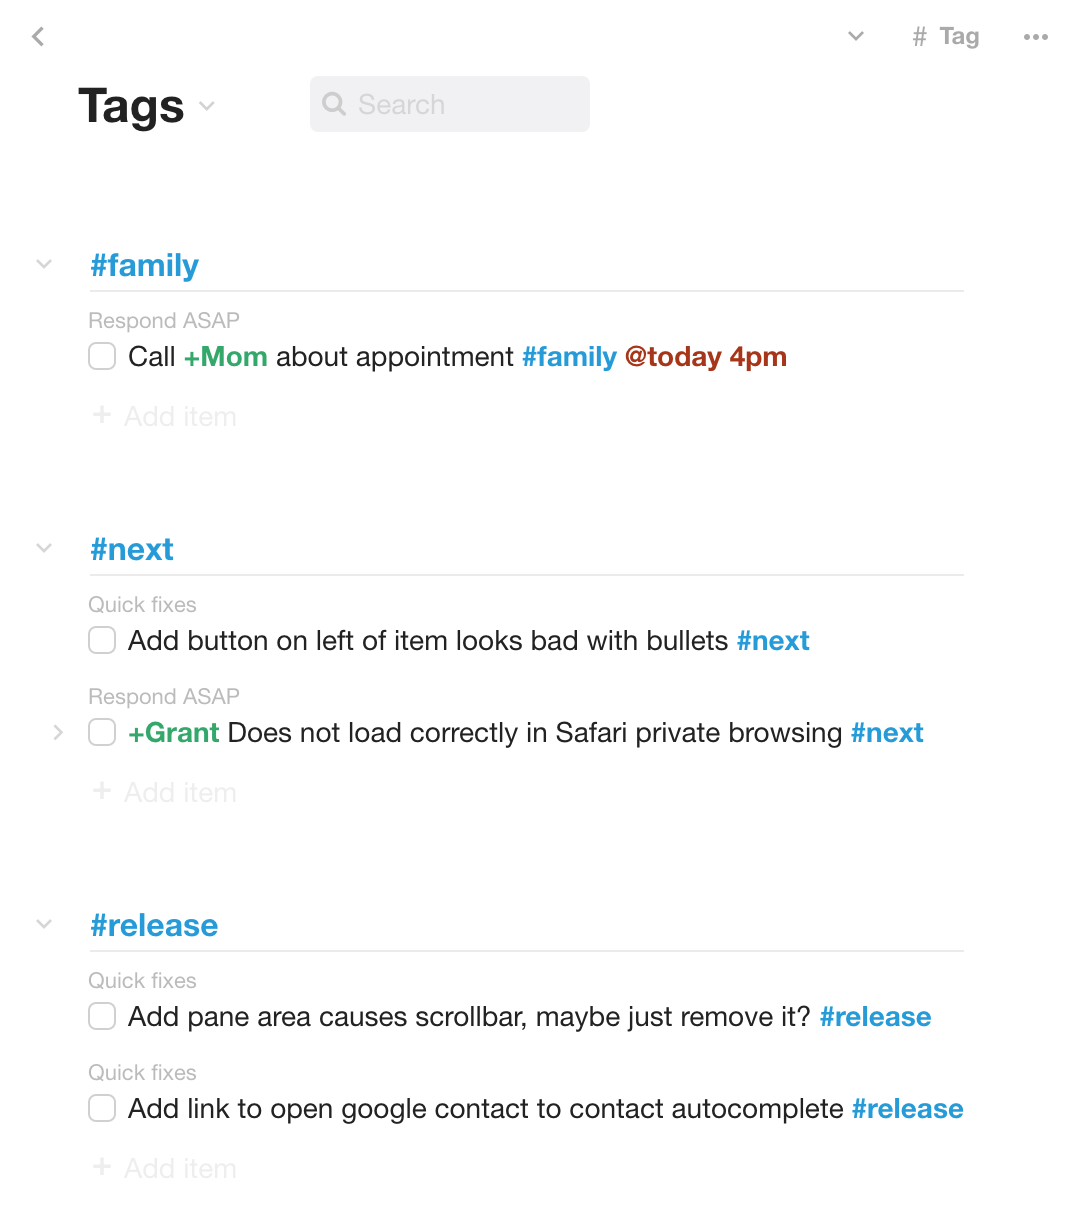 # Tag
Tags
Search
#family
Respond ASAP
Call +Mom about appointment #family @today 4pm
+ Add item
#next
Quick fixes
Add button on left of item looks bad with bullets #next
Respond ASAP
+Grant Does not load correctly in Safari private browsing #next
+ Add item
#release
Quick fixes
Add pane area causes scrollbar, maybe just remove it? #release
Quick fixes
Add link to open google contact to contact autocomplete #release
+ Add item